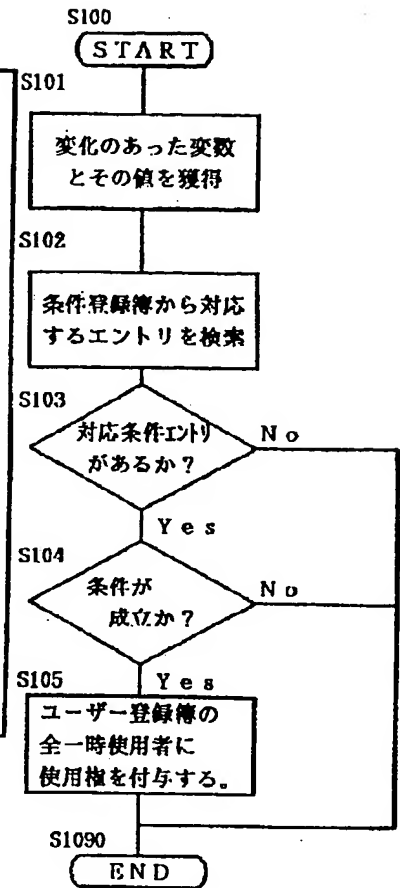 S100
START
S101
変化のあった変数
とその値を獲得
S102
条件登録簿から対応
するエントリを検索
S103
対応条件エントリ
があるか?
No
Yes
S104
条件が
成立か?
No
Yes
S105
ユーザー登録簿の
全一時使用者に
使用権を付与する。
S1090
END